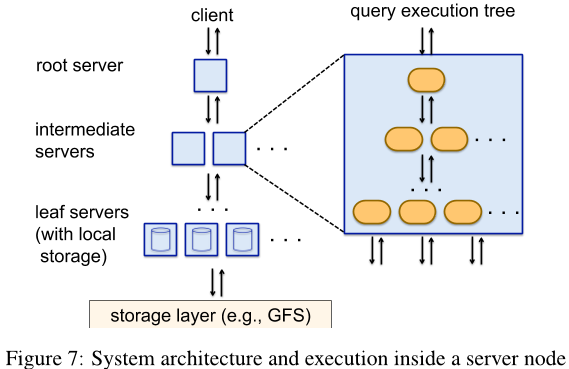 client
query execution tree
root server
intermediate
servers
. . .
. . .
. . .
. . .
leaf servers
(with local
storage)
. . .
. . .
storage layer (e.g., GFS)
Figure 7: System architecture and execution inside a server node